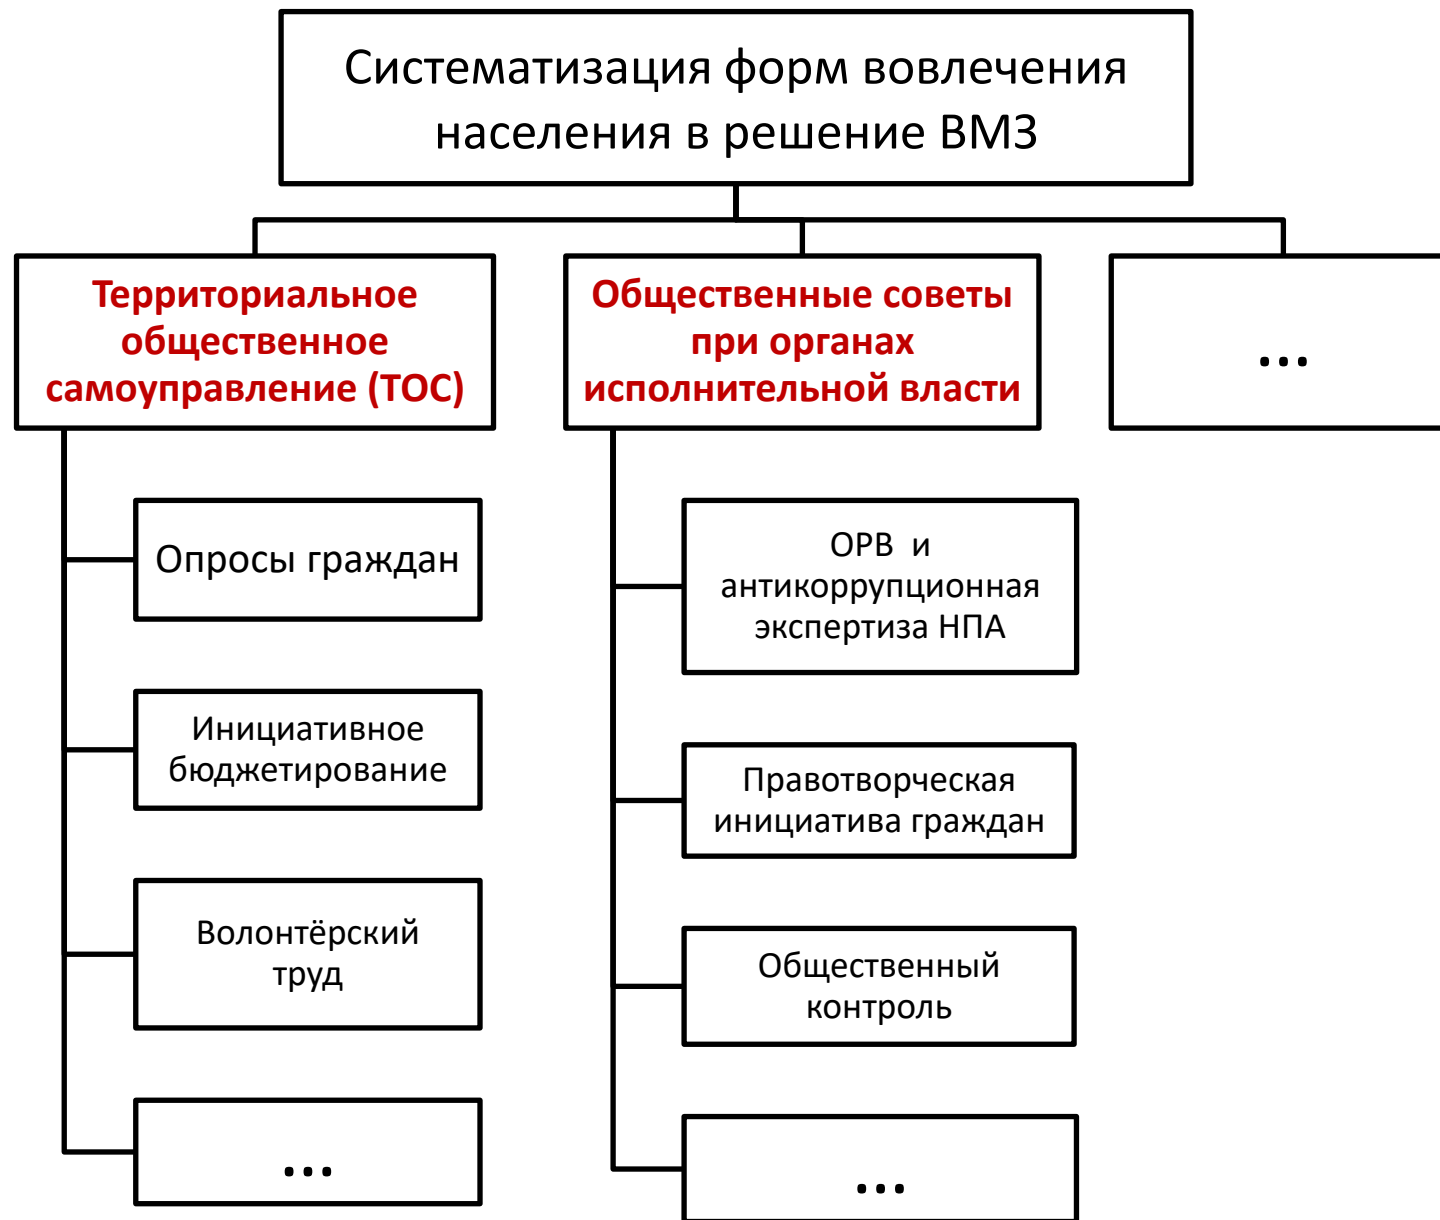 Систематизация форм вовлечения
населения в решение ВМЗ
Территориальное
общественное
самоуправление (ТОС)
Опросы граждан
Инициативное
бюджетирование
Волонтёрский
труд
...
Общественные советы
при органах
исполнительной власти
ОРВ и
антикоррупционная
экспертиза НПА
Правотворческая
инициатива граждан
Общественный
контроль
...
...